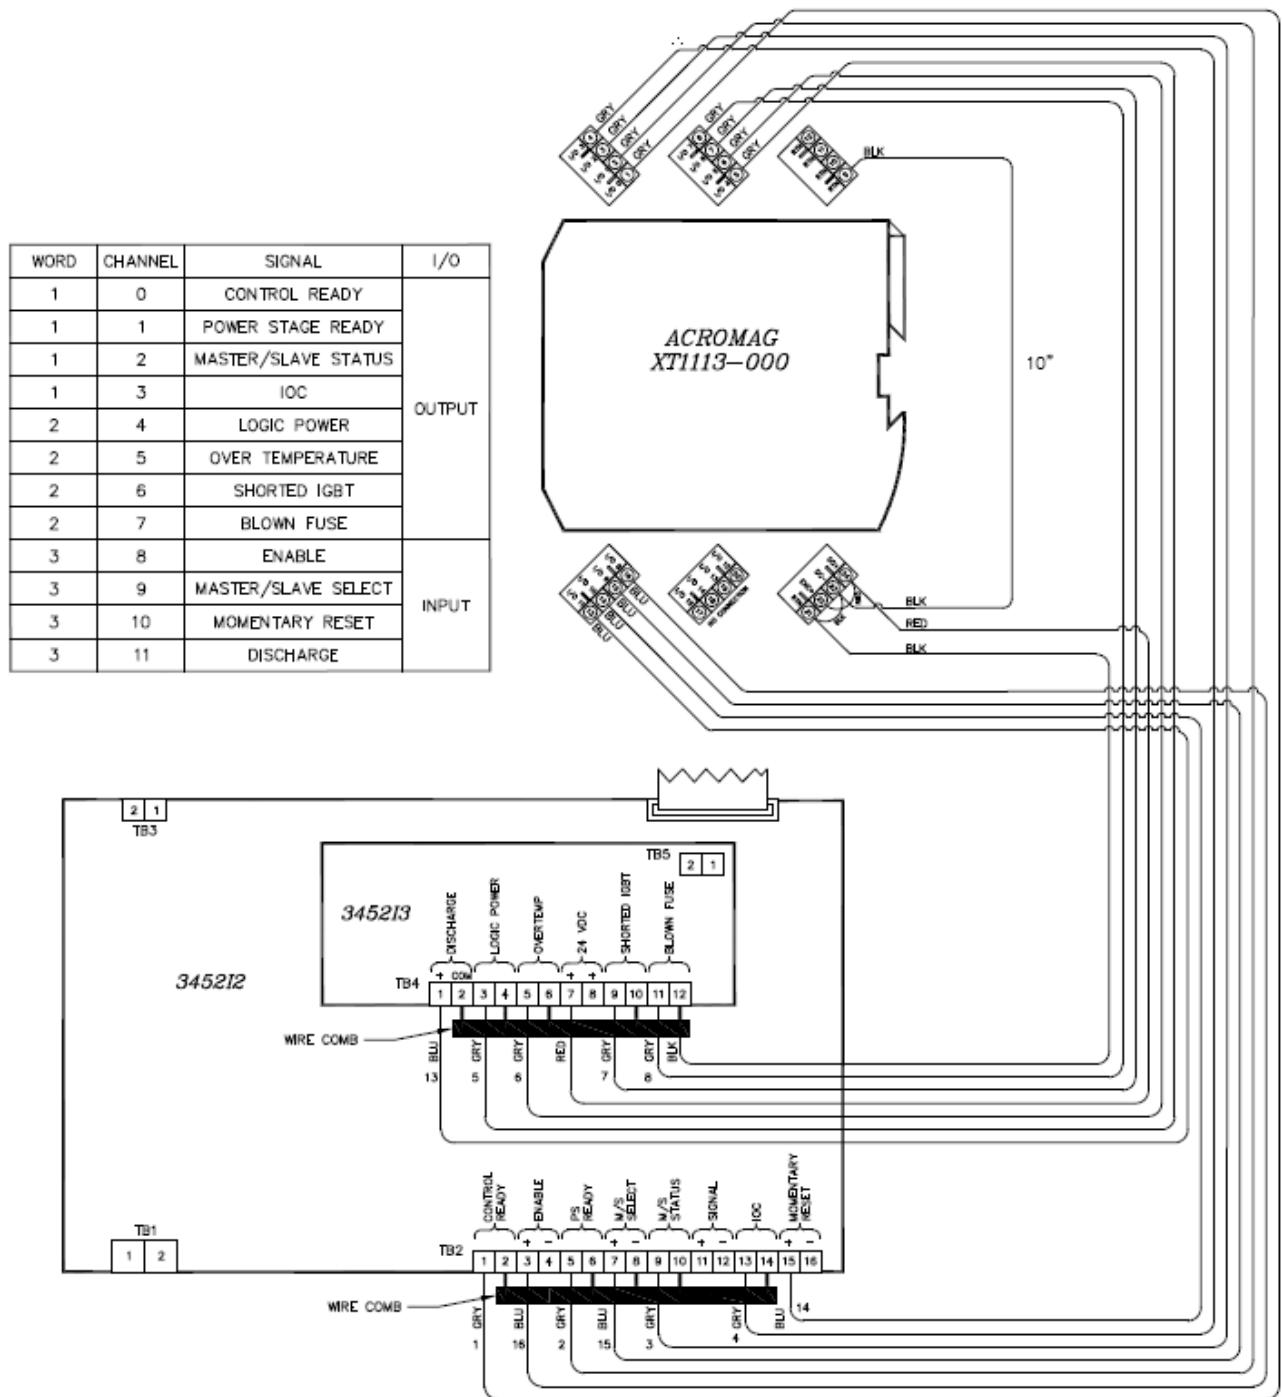 GRY GRY GRY GRY
GRY GRY GRY GRY
BLK
WORD CHANNEL SIGNAL I/O
1 0 CONTROL READY
1 1 POWER STAGE READY
1 2 MASTER/SLAVE STATUS
1 3 IOC
OUTPUT
2 4 LOGIC POWER
2 5 OVER TEMPERATURE
2 6 SHORTED IGBT
2 7 BLOWN FUSE
3 8 ENABLE
3 9 MASTER/SLAVE SELECT
INPUT
3 10 MOMENTARY RESET
3 11 DISCHARGE
ACROMAG
XT1113-000
10"
BLU BLU BLU BLU
NO CONNECTION
BLK
RED
BLK
2 1
TB3
TB5
2 1
3452I3
3452I2
DISCHARGE
LOGIC POWER
OVERTEMP
24 VDC
SHORTED IGBT
BLOWN FUSE
+ COM + +
TB4
1 2 3 4 5 6 7 8 9 10 11 12
WIRE COMB
BLU GRY GRY RED GRY GRY BLK
13 5 6 7 8
CONTROL READY
ENABLE
PS READY
M/S SELECT
M/S STATUS
SIGNAL
IOC
MOMENTARY RESET
+ - + - + - + -
TB1
1 2
TB2
1 2 3 4 5 6 7 8 9 10 11 12 13 14 15 16
WIRE COMB
GRY BLU GRY BLU GRY GRY BLU
1 16 2 15 3 4 14